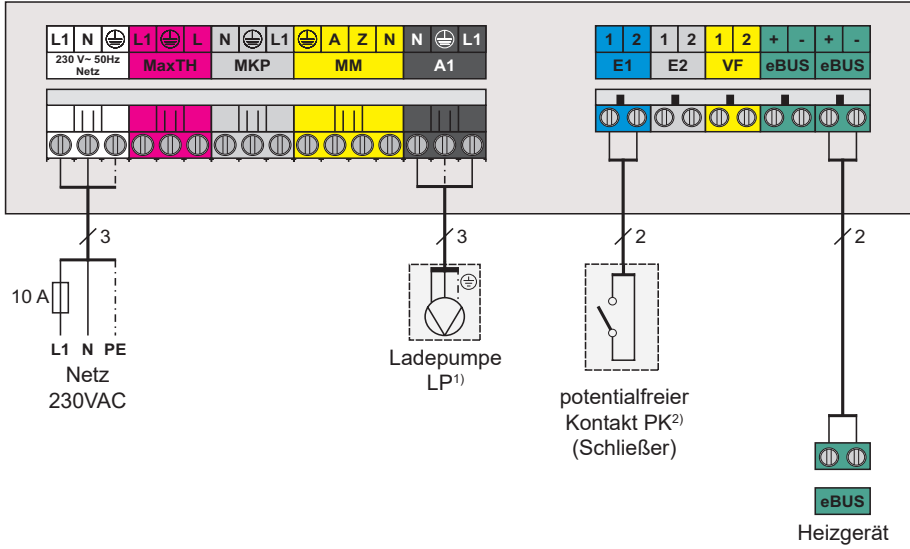 L1 N L1 L N L1 A Z N N L1
230 V~ 50Hz
Netz
MaxTH MKP MM A1
1 2 1 2 1 2 + - + -
E1 E2 VF eBUS eBUS
3 3 2 2
10 A
L1 N PE
Netz
230VAC
Ladepumpe
LP1)
potentialfreier
Kontakt PK2)
(Schließer)
eBUS
Heizgerät